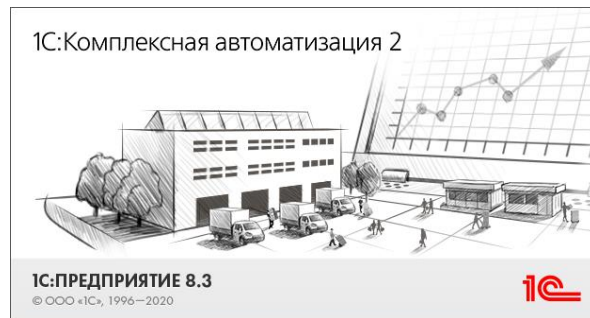 1С:Комплексная автоматизация 2
1С:ПРЕДПРИЯТИЕ 8.3
© ООО «1С», 1996—2020
1С